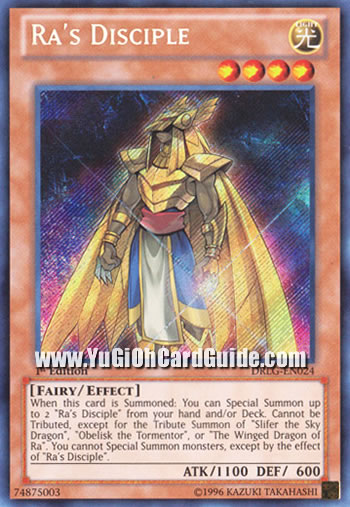 RA'S DISCIPLE
LIGHT
光
www.YuGiOhCardGuide.com
1st Edition
DRLG-EN024
[FAIRY/EFFECT]
When this card is Summoned: You can Special Summon up
to 2 "Ra's Disciple" from your hand and/or Deck. Cannot be
Tributed, except for the Tribute Summon of "Slifer the Sky
Dragon", "Obelisk the Tormentor", or "The Winged Dragon of
Ra". You cannot Special Summon monsters, except by the effect
of "Ra's Disciple".
ATK/1100 DEF/ 600
74875003
©1996 KAZUKI TAKAHASHI